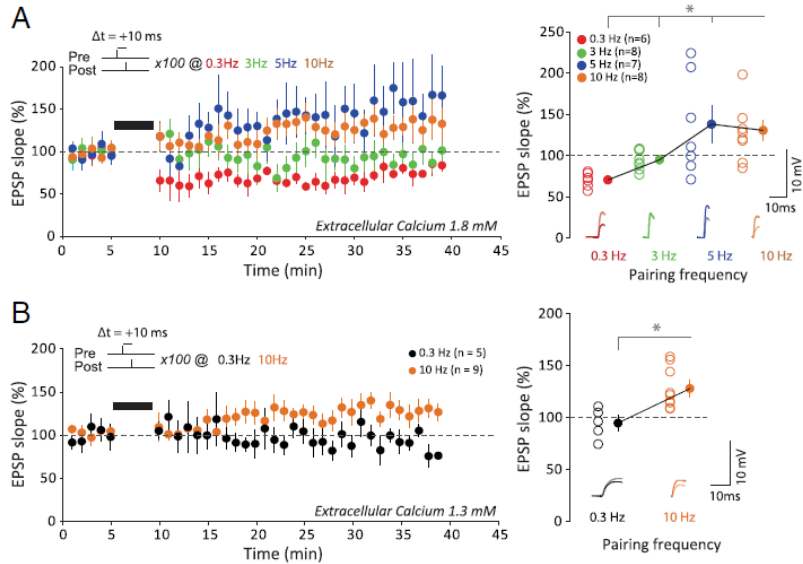 A
Δt = +10 ms
Pre
Post
x100 @ 0.3Hz 3Hz 5Hz 10Hz
EPSP slope (%)
200
150
100
50
0
0 5 10 15 20 25 30 35 40 45
Extracellular Calcium 1.8 mM
Time (min)
*
0.3 Hz (n=6)
3 Hz (n=8)
5 Hz (n=7)
10 Hz (n=8)
EPSP slope (%)
250
200
150
100
50
0
10 mV
10ms
0.3 Hz 3 Hz 5 Hz 10 Hz
Pairing frequency
B
Δt = +10 ms
Pre
Post
x100 @ 0.3Hz 10Hz
0.3 Hz (n = 5)
10 Hz (n = 9)
EPSP slope (%)
200
150
100
50
0
0 5 10 15 20 25 30 35 40 45
Extracellular Calcium 1.3 mM
Time (min)
*
EPSP slope (%)
200
150
100
50
0
10 mV
10ms
0.3 Hz 10 Hz
Pairing frequency